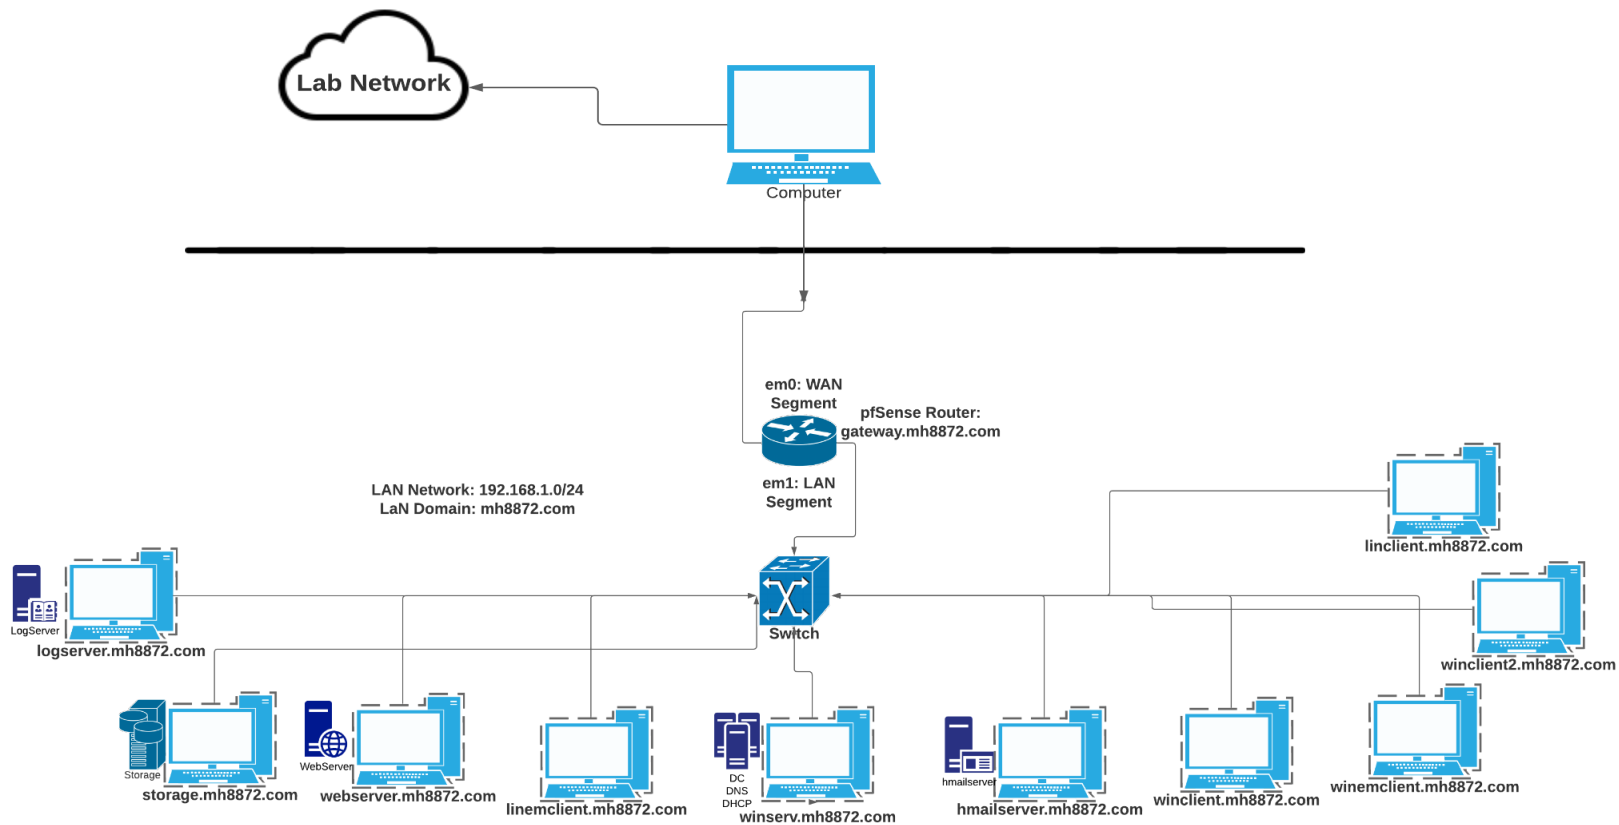 Lab Network
Computer
em0: WAN
Segment
pfSense Router:
gateway.mh8872.com
em1: LAN
Segment
LAN Network: 192.168.1.0/24
LaN Domain: mh8872.com
linclient.mh8872.com
LogServer
logserver.mh8872.com
Switch
winclient2.mh8872.com
Storage
storage.mh8872.com
WebServer
webserver.mh8872.com
linemclient.mh8872.com
DC
DNS
DHCP
winserv.mh8872.com
hmailserver
hmailserver.mh8872.com
winclient.mh8872.com
winemclient.mh8872.com